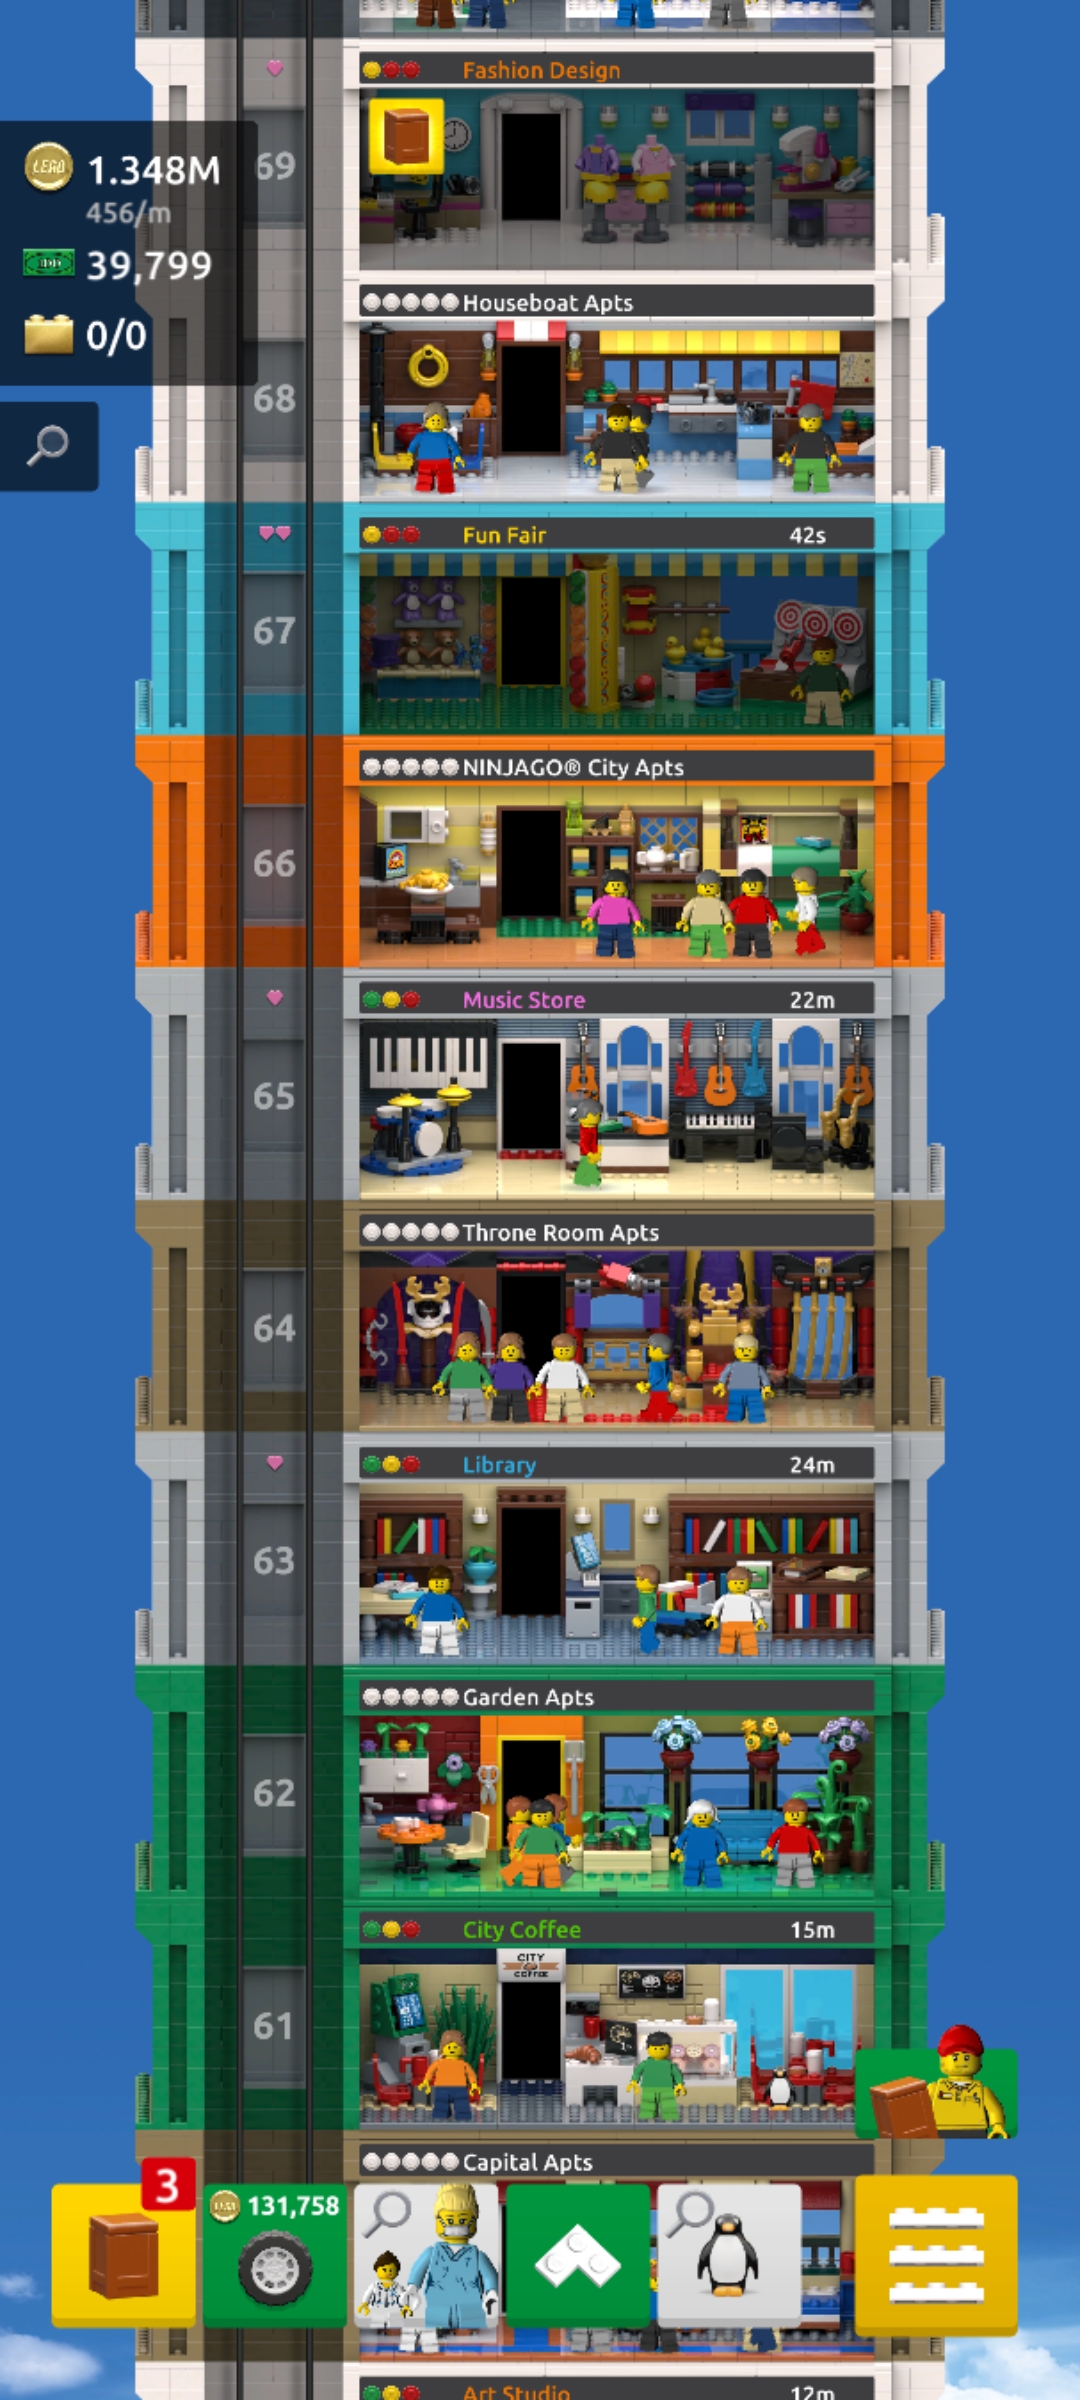 Fashion Design
69
LEGO 1.348M
456/m
39,799
0/0
Houseboat Apts
68
Fun Fair 42s
67
NINJAGO® City Apts
66
Music Store 22m
65
Throne Room Apts
64
Library 24m
63
Garden Apts
62
City Coffee 15m
CITY
COFFEE
61
Capital Apts
3
131,758
Art Studio 12m